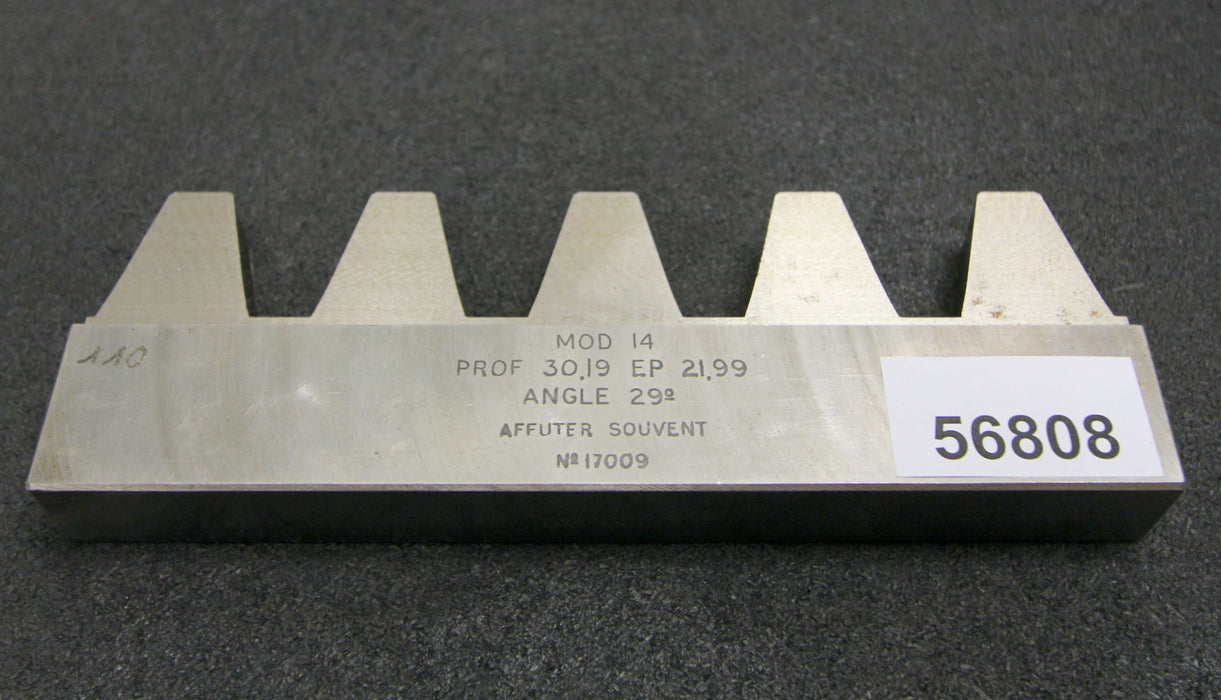 110
MOD 14
PROF 30,19 EP 21,99
ANGLE 29º
AFFUTER SOUVENT
Nº 17009
56808